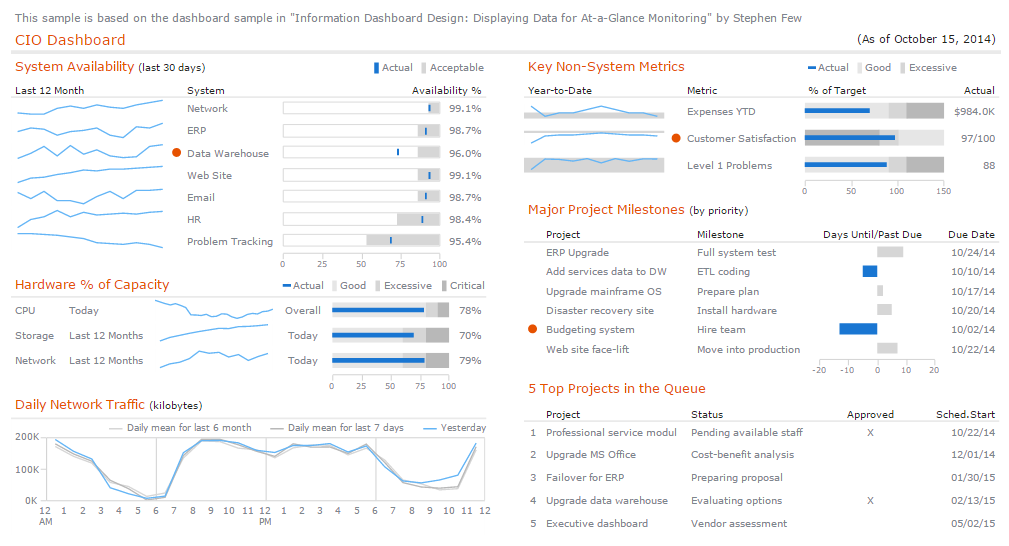 This sample is based on the dashboard sample in "Information Dashboard Design: Displaying Data for At-a-Glance Monitoring" by Stephen Few
CIO Dashboard
(As of October 15, 2014)
System Availability (last 30 days)
Actual Acceptable
Last 12 Month System Availability %
Network 99.1%
ERP 98.7%
Data Warehouse 96.0%
Web Site 99.1%
Email 98.7%
HR 98.4%
Problem Tracking 95.4%
0 25 50 75 100
Hardware % of Capacity
Actual Good Excessive Critical
CPU Today Overall 78%
Storage Last 12 Months Today 70%
Network Last 12 Months Today 79%
0 25 50 75 100
Daily Network Traffic (kilobytes)
Daily mean for last 6 month Daily mean for last 7 days Yesterday
200K
100K
0K
12 1 2 3 4 5 6 7 8 9 10 11 12 1 2 3 4 5 6 7 8 9 10 11 12
AM PM
Key Non-System Metrics
Actual Good Excessive
Year-to-Date Metric % of Target Actual
Expenses YTD $984.0K
Customer Satisfaction 97/100
Level 1 Problems 88
0 50 100 150
Major Project Milestones (by priority)
Project Milestone Days Until/Past Due Due Date
ERP Upgrade Full system test 10/24/14
Add services data to DW ETL coding 10/10/14
Upgrade mainframe OS Prepare plan 10/17/14
Disaster recovery site Install hardware 10/20/14
Budgeting system Hire team 10/02/14
Web site face-lift Move into production 10/22/14
-20 -10 0 10 20
5 Top Projects in the Queue
Project Status Approved Sched.Start
1 Professional service modul Pending available staff X 10/22/14
2 Upgrade MS Office Cost-benefit analysis 12/01/14
3 Failover for ERP Preparing proposal 01/30/15
4 Upgrade data warehouse Evaluating options X 02/13/15
5 Executive dashboard Vendor assessment 05/02/15